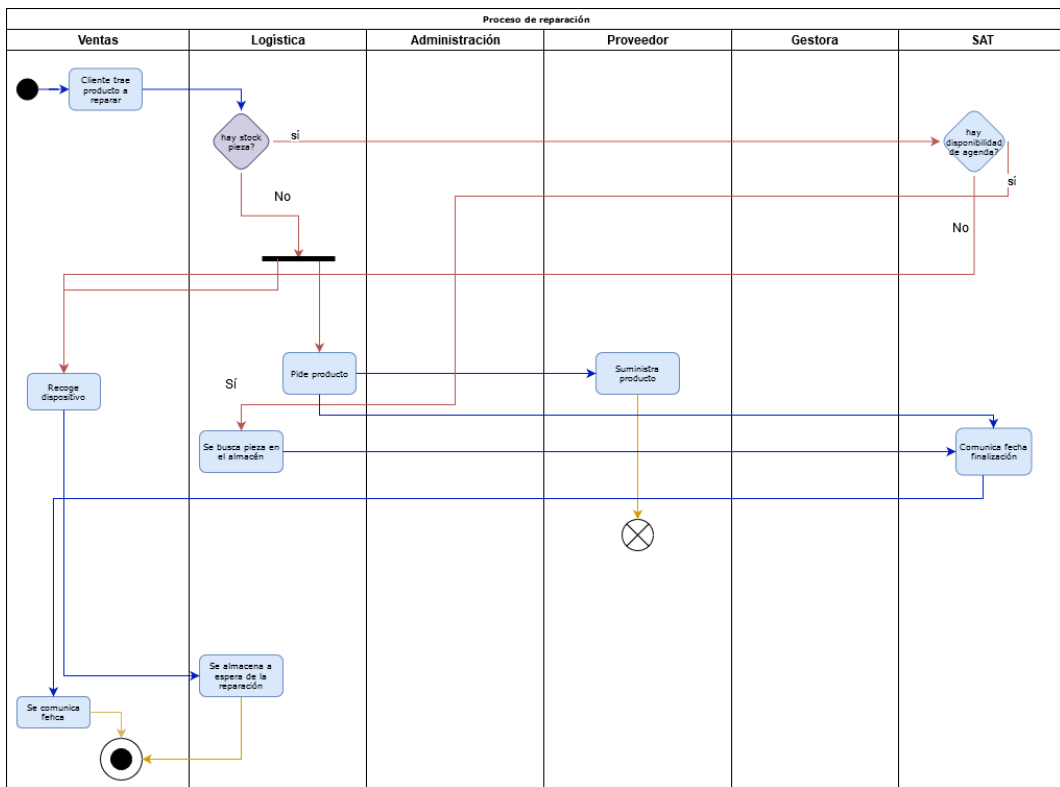 Proceso de reparación
Ventas
Logística
Administración
Proveedor
Gestora
SAT
Cliente trae
producto a
reparar
hay stock
pieza?
sí
hay
disponibilidad
de agenda?
sí
No
No
Recoge
dispositivo
Pide producto
Suministra
producto
Sí
Se busca pieza en
el almacén
Comunica fecha
finalización
Se almacena a
espera de la
reparación
Se comunica
fehca